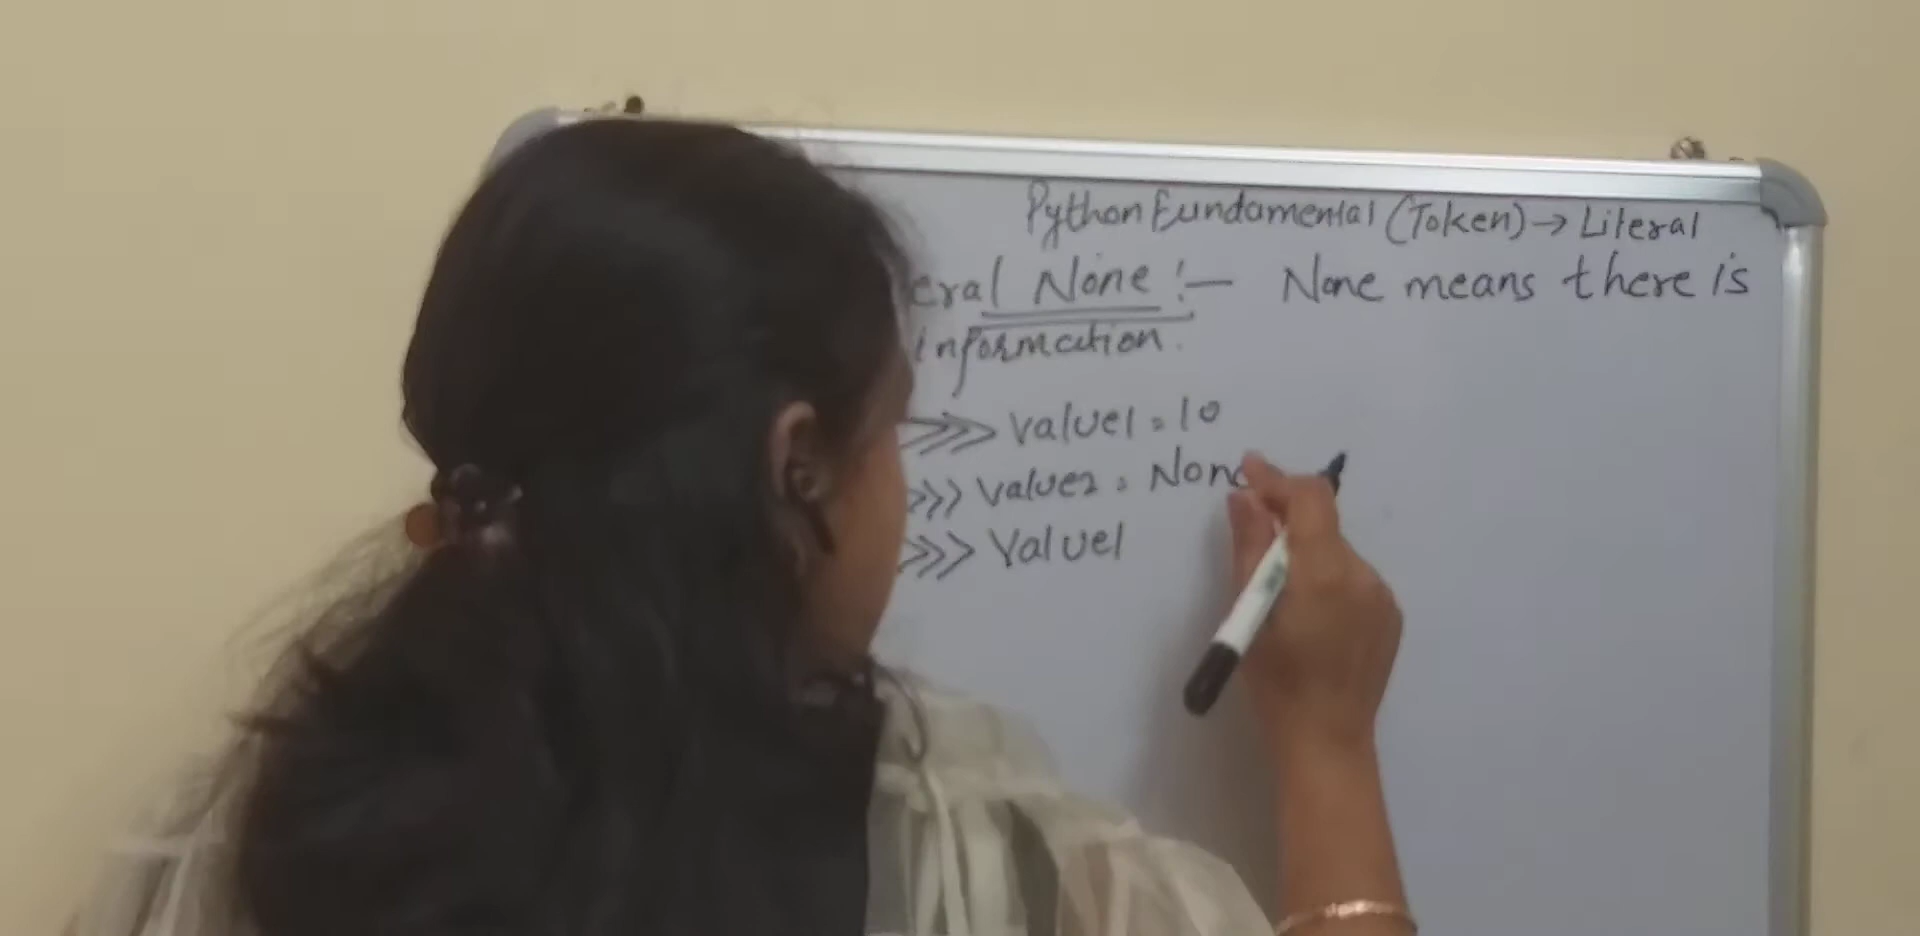 Python Fundamental (Token) → Literal
eral None :— None means there is
information.
>>> Value1 = 10
>>> Value2 = None
>>> Value1